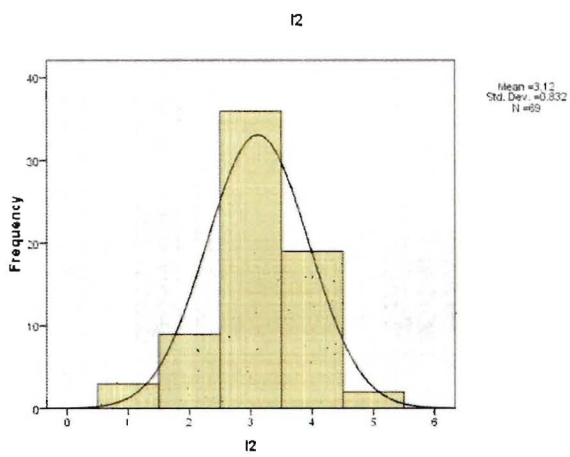 I2
Mean =3.12
Std. Dev. =0.832
N =69
Frequency
40
30
20
10
0
0 1 2 3 4 5 6
I2